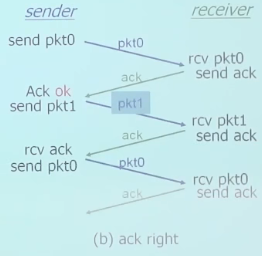 sender receiver
send pkt0
pkt0
rcv pkt0
ack
send ack
Ack ok
send pkt1
pkt1
rcv pkt1
ack
send ack
rcv ack
send pkt0
pkt0
rcv pkt0
ack
send ack
(b) ack right